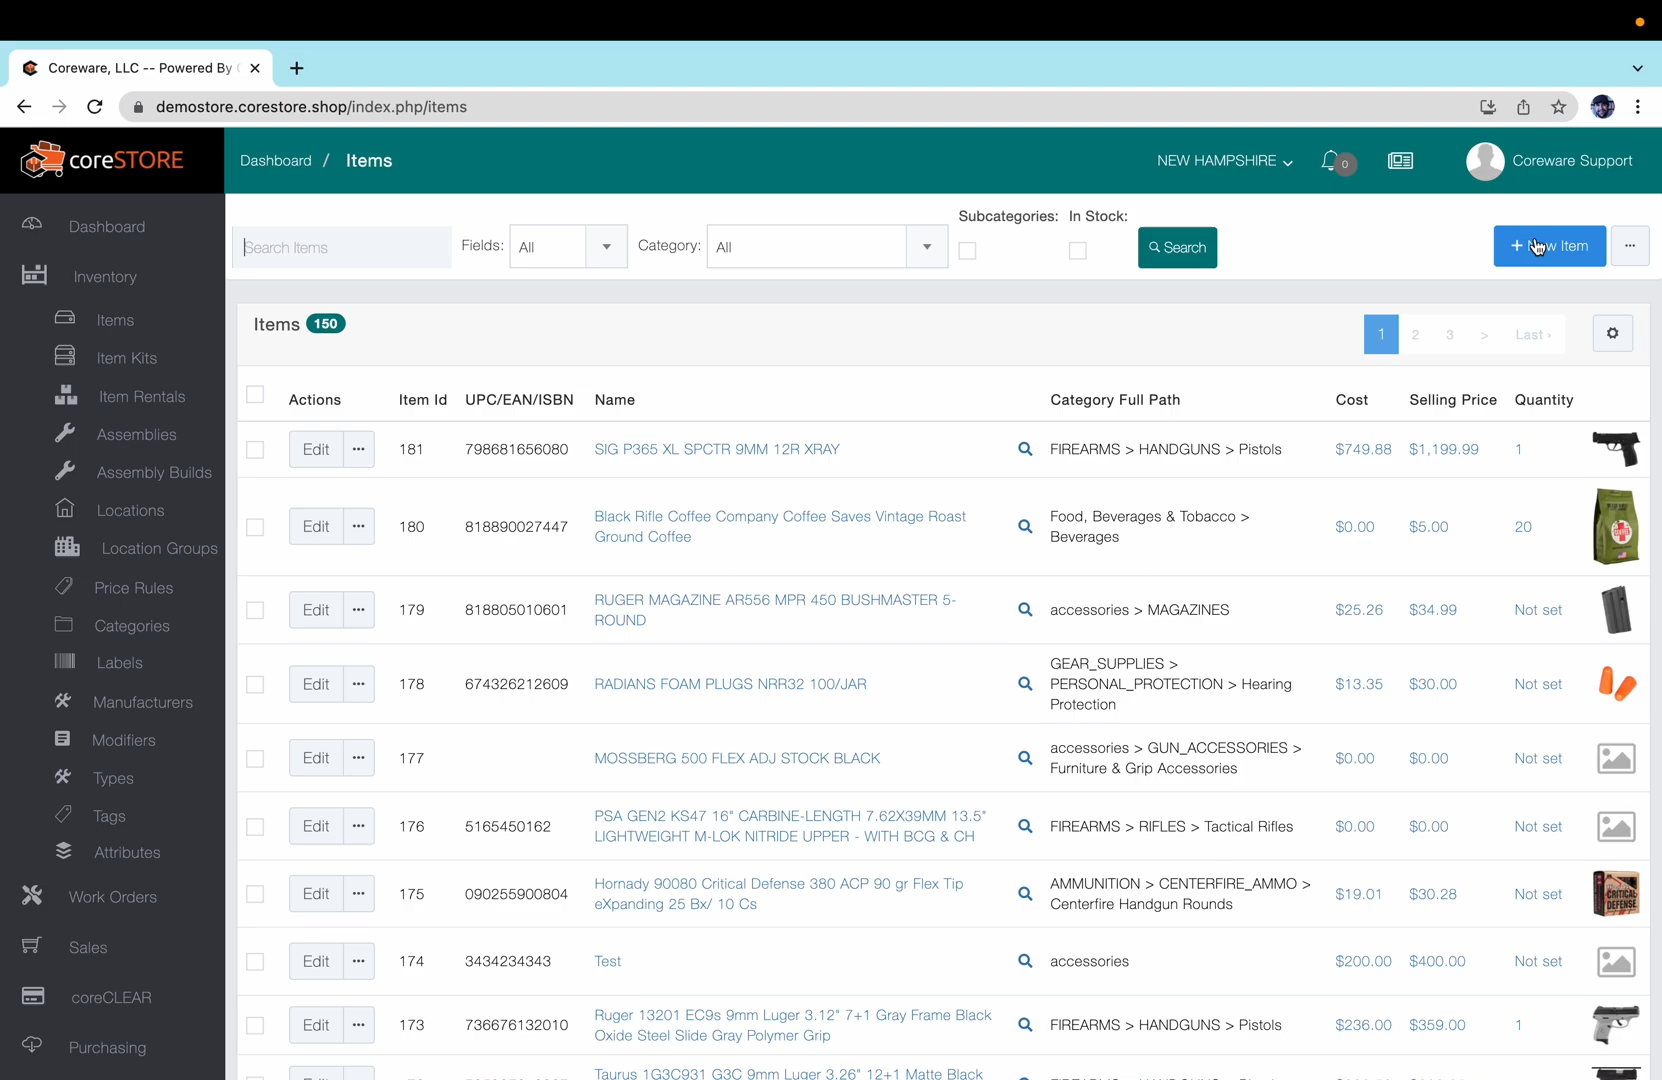 Coreware, LLC -- Powered By
demostore.corestore.shop/index.php/items
coreSTORE
Dashboard / Items
NEW HAMPSHIRE
0
Coreware Support
Dashboard
Inventory
Items
Item Kits
Item Rentals
Assemblies
Assembly Builds
Locations
Location Groups
Price Rules
Categories
Labels
Manufacturers
Modifiers
Types
Tags
Attributes
Work Orders
Sales
coreCLEAR
Purchasing
Subcategories: In Stock:
Search Items Fields: All Category: All Search + New Item ...
Items 150
1 2 3 > Last ›
Actions Item Id UPC/EAN/ISBN Name Category Full Path Cost Selling Price Quantity
Edit ... 181 798681656080 SIG P365 XL SPCTR 9MM 12R XRAY FIREARMS > HANDGUNS > Pistols $749.88 $1,199.99 1
Edit ... 180 818890027447 Black Rifle Coffee Company Coffee Saves Vintage Roast
Ground Coffee
Food, Beverages & Tobacco >
Beverages
$0.00 $5.00 20
COFFEE
Edit ... 179 818805010601 RUGER MAGAZINE AR556 MPR 450 BUSHMASTER 5-
ROUND
accessories > MAGAZINES $25.26 $34.99 Not set
Edit ... 178 674326212609 RADIANS FOAM PLUGS NRR32 100/JAR
GEAR_SUPPLIES >
PERSONAL_PROTECTION > Hearing
Protection
$13.35 $30.00 Not set
Edit ... 177 MOSSBERG 500 FLEX ADJ STOCK BLACK
accessories > GUN_ACCESSORIES >
Furniture & Grip Accessories
$0.00 $0.00 Not set
Edit ... 176 5165450162 PSA GEN2 KS47 16" CARBINE-LENGTH 7.62X39MM 13.5"
LIGHTWEIGHT M-LOK NITRIDE UPPER - WITH BCG & CH
FIREARMS > RIFLES > Tactical Rifles $0.00 $0.00 Not set
Edit ... 175 090255900804 Hornady 90080 Critical Defense 380 ACP 90 gr Flex Tip
eXpanding 25 Bx/ 10 Cs
AMMUNITION > CENTERFIRE_AMMO >
Centerfire Handgun Rounds
$19.01 $30.28 Not set
CRITICAL
DEFENSE
Edit ... 174 3434234343 Test accessories $200.00 $400.00 Not set
Edit ... 173 736676132010 Ruger 13201 EC9s 9mm Luger 3.12" 7+1 Gray Frame Black
Oxide Steel Slide Gray Polymer Grip
FIREARMS > HANDGUNS > Pistols $236.00 $359.00 1
Taurus 1G3C931 G3C 9mm Luger 3.26" 12+1 Matte Black